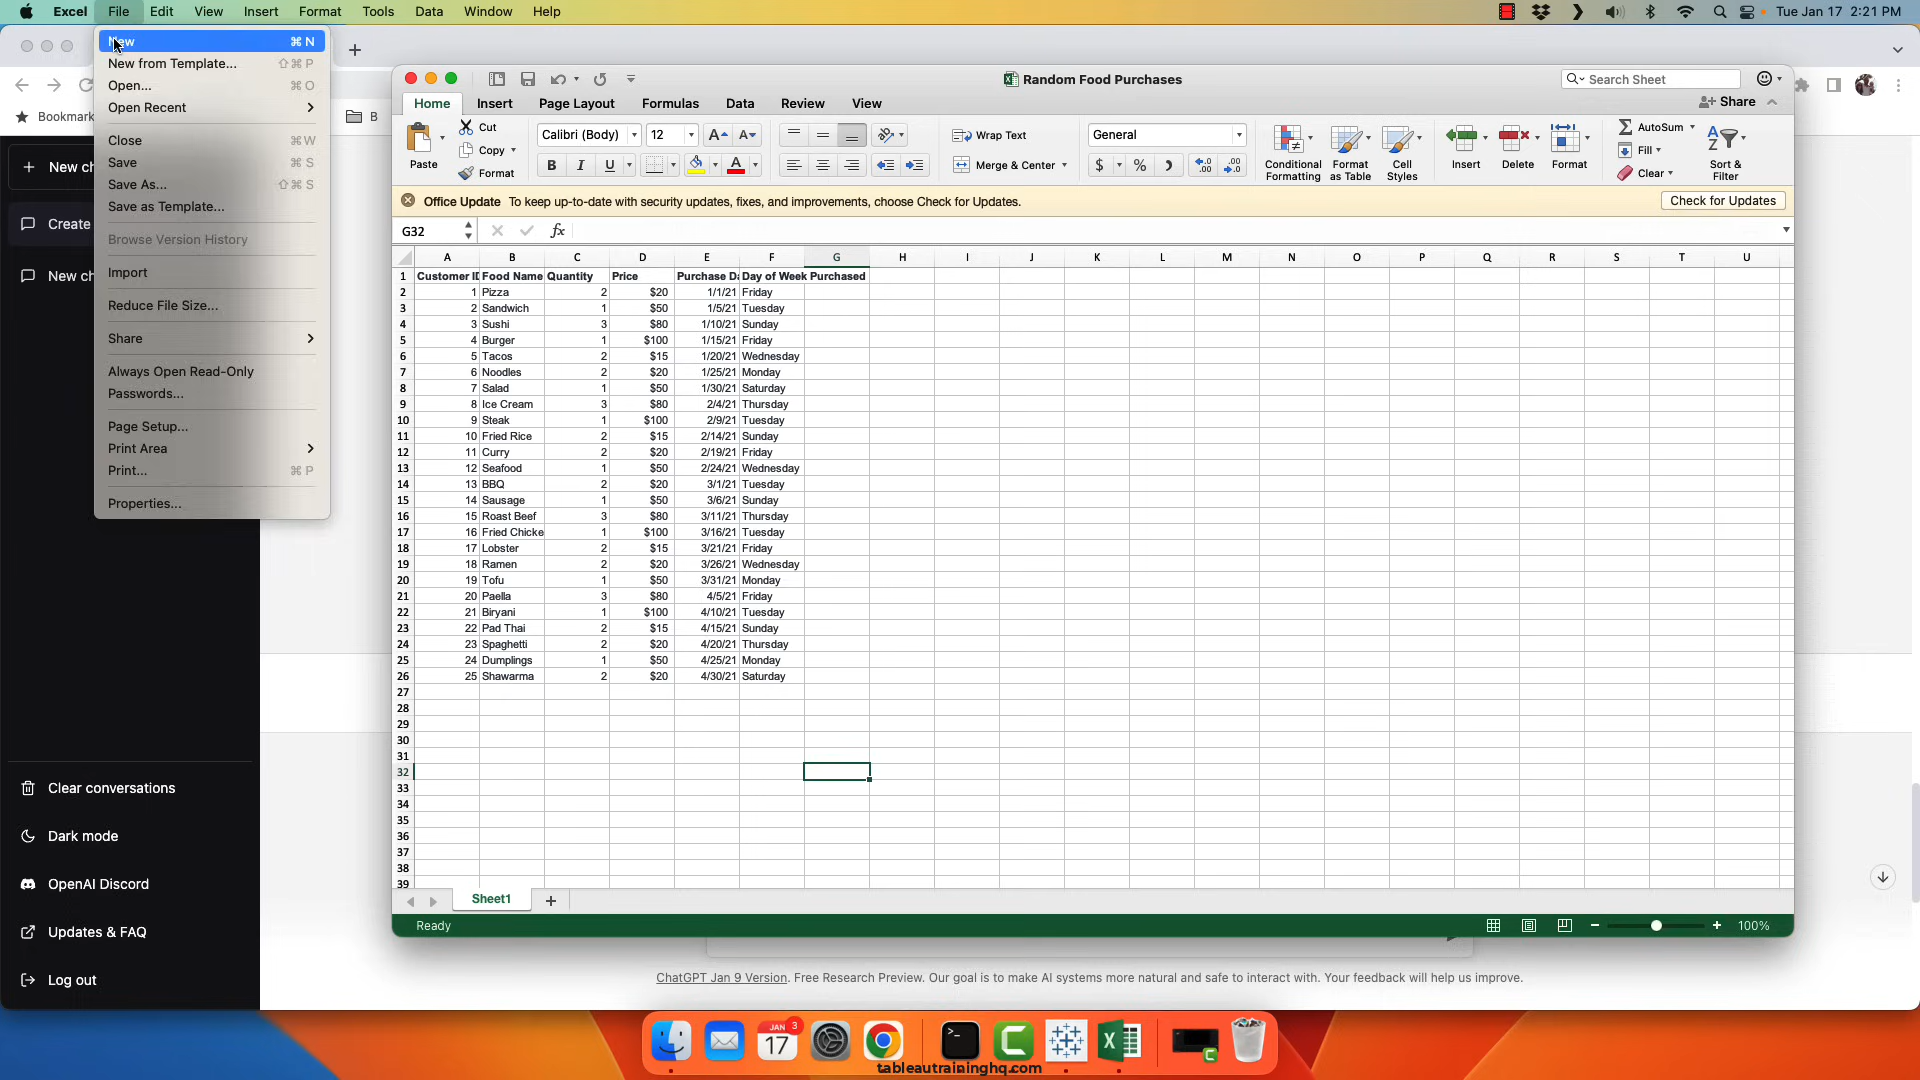 Excel File Edit View Insert Format Tools Data Window Help Tue Jan 17 2:21 PM
New ⌘ N
New from Template... ⇧⌘ P
Open... ⌘ O
Open Recent
Close ⌘ W
Save ⌘ S
Save As... ⇧⌘ S
Save as Template...
Browse Version History
Import
Reduce File Size...
Share
Always Open Read-Only
Passwords...
Page Setup...
Print Area
Print... ⌘ P
Properties...
Bookmark
B
New ch
Create
New ch
Clear conversations
Dark mode
OpenAI Discord
Updates & FAQ
Log out
Random Food Purchases
Search Sheet
Home Insert Page Layout Formulas Data Review View
Share
Paste
Cut
Copy
Format
Calibri (Body) 12
Wrap Text
Merge & Center
General
Conditional Formatting
Format as Table
Cell Styles
Insert
Delete
Format
AutoSum
Fill
Clear
Sort & Filter
Office Update To keep up-to-date with security updates, fixes, and improvements, choose Check for Updates. Check for Updates
G32 fx
A B C D E F G H I J K L M N O P Q R S T U
1 Customer ID Food Name Quantity Price Purchase Da Day of Week Purchased
2 1 Pizza 2 $20 1/1/21 Friday
3 2 Sandwich 1 $50 1/5/21 Tuesday
4 3 Sushi 3 $80 1/10/21 Sunday
5 4 Burger 1 $100 1/15/21 Friday
6 5 Tacos 2 $15 1/20/21 Wednesday
7 6 Noodles 2 $20 1/25/21 Monday
8 7 Salad 1 $50 1/30/21 Saturday
9 8 Ice Cream 3 $80 2/4/21 Thursday
10 9 Steak 1 $100 2/9/21 Tuesday
11 10 Fried Rice 2 $15 2/14/21 Sunday
12 11 Curry 2 $20 2/19/21 Friday
13 12 Seafood 1 $50 2/24/21 Wednesday
14 13 BBQ 2 $20 3/1/21 Tuesday
15 14 Sausage 1 $50 3/6/21 Sunday
16 15 Roast Beef 3 $80 3/11/21 Thursday
17 16 Fried Chicke 1 $100 3/16/21 Tuesday
18 17 Lobster 2 $15 3/21/21 Friday
19 18 Ramen 2 $20 3/26/21 Wednesday
20 19 Tofu 1 $50 3/31/21 Monday
21 20 Paella 3 $80 4/5/21 Friday
22 21 Biryani 1 $100 4/10/21 Tuesday
23 22 Pad Thai 2 $15 4/15/21 Sunday
24 23 Spaghetti 2 $20 4/20/21 Thursday
25 24 Dumplings 1 $50 4/25/21 Monday
26 25 Shawarma 2 $20 4/30/21 Saturday
27
28
29
30
31
32
33
34
35
36
37
38
39
Sheet1
Ready 100%
ChatGPT Jan 9 Version. Free Research Preview. Our goal is to make AI systems more natural and safe to interact with. Your feedback will help us improve.
JAN 3
17
tableautraininghq.com